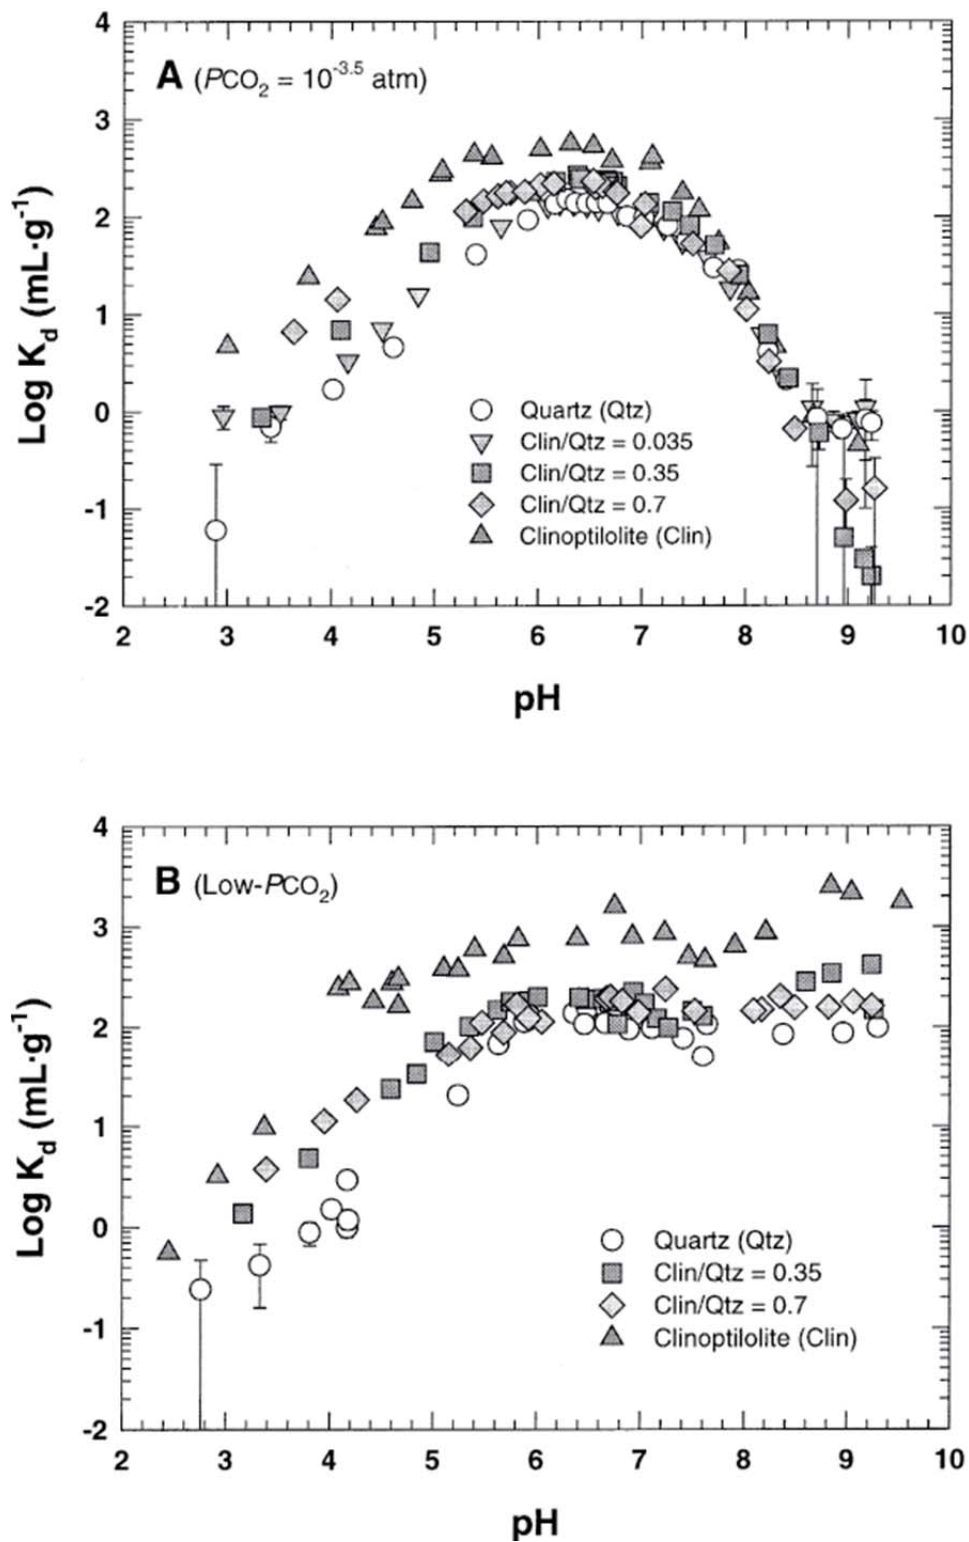 4
3
2
1
0
-1
-2
Log K_d (mL·g⁻¹)
A (PCO₂ = 10⁻³·⁵ atm)
Quartz (Qtz)
Clin/Qtz = 0.035
Clin/Qtz = 0.35
Clin/Qtz = 0.7
Clinoptilolite (Clin)
2 3 4 5 6 7 8 9 10
pH
4
3
2
1
0
-1
-2
Log K_d (mL·g⁻¹)
B (Low-PCO₂)
Quartz (Qtz)
Clin/Qtz = 0.35
Clin/Qtz = 0.7
Clinoptilolite (Clin)
2 3 4 5 6 7 8 9 10
pH